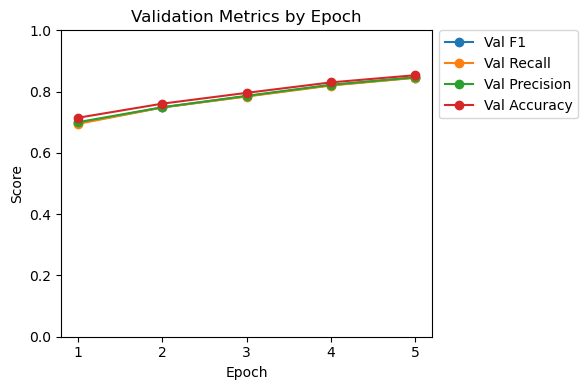 Validation Metrics by Epoch
1.0
0.8
0.6
0.4
0.2
0.0
Score
1 2 3 4 5
Epoch
Val F1
Val Recall
Val Precision
Val Accuracy